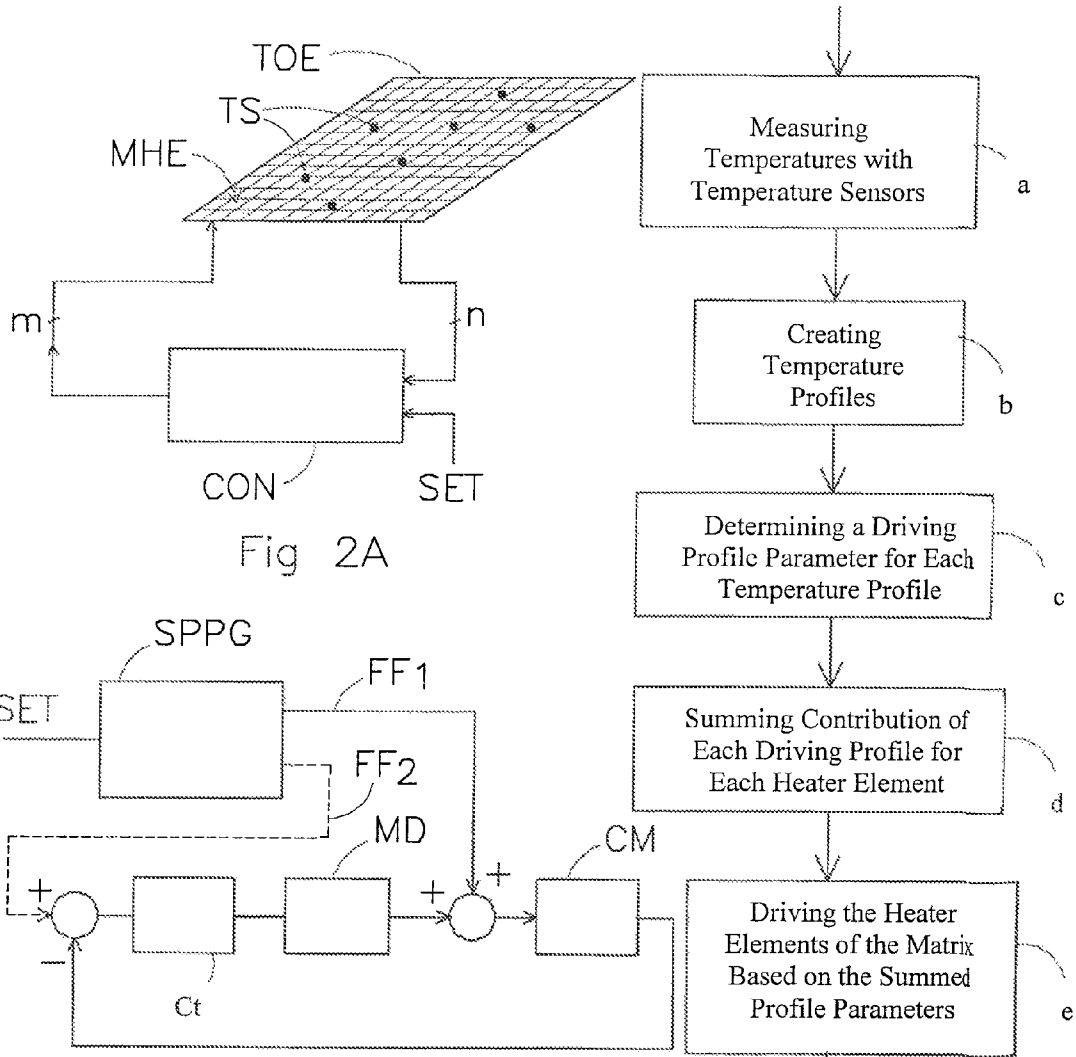 TOE
TS
MHE
m
n
CON
SET
Fig 2A
SPPG
SET
FF1
FF2
MD
CM
+
+
+
−
Ct
Measuring
Temperatures with
Temperature Sensors
a
Creating
Temperature
Profiles
b
Determining a Driving
Profile Parameter for Each
Temperature Profile
c
Summing Contribution of
Each Driving Profile for
Each Heater Element
d
Driving the Heater
Elements of the Matrix
Based on the Summed
Profile Parameters
e